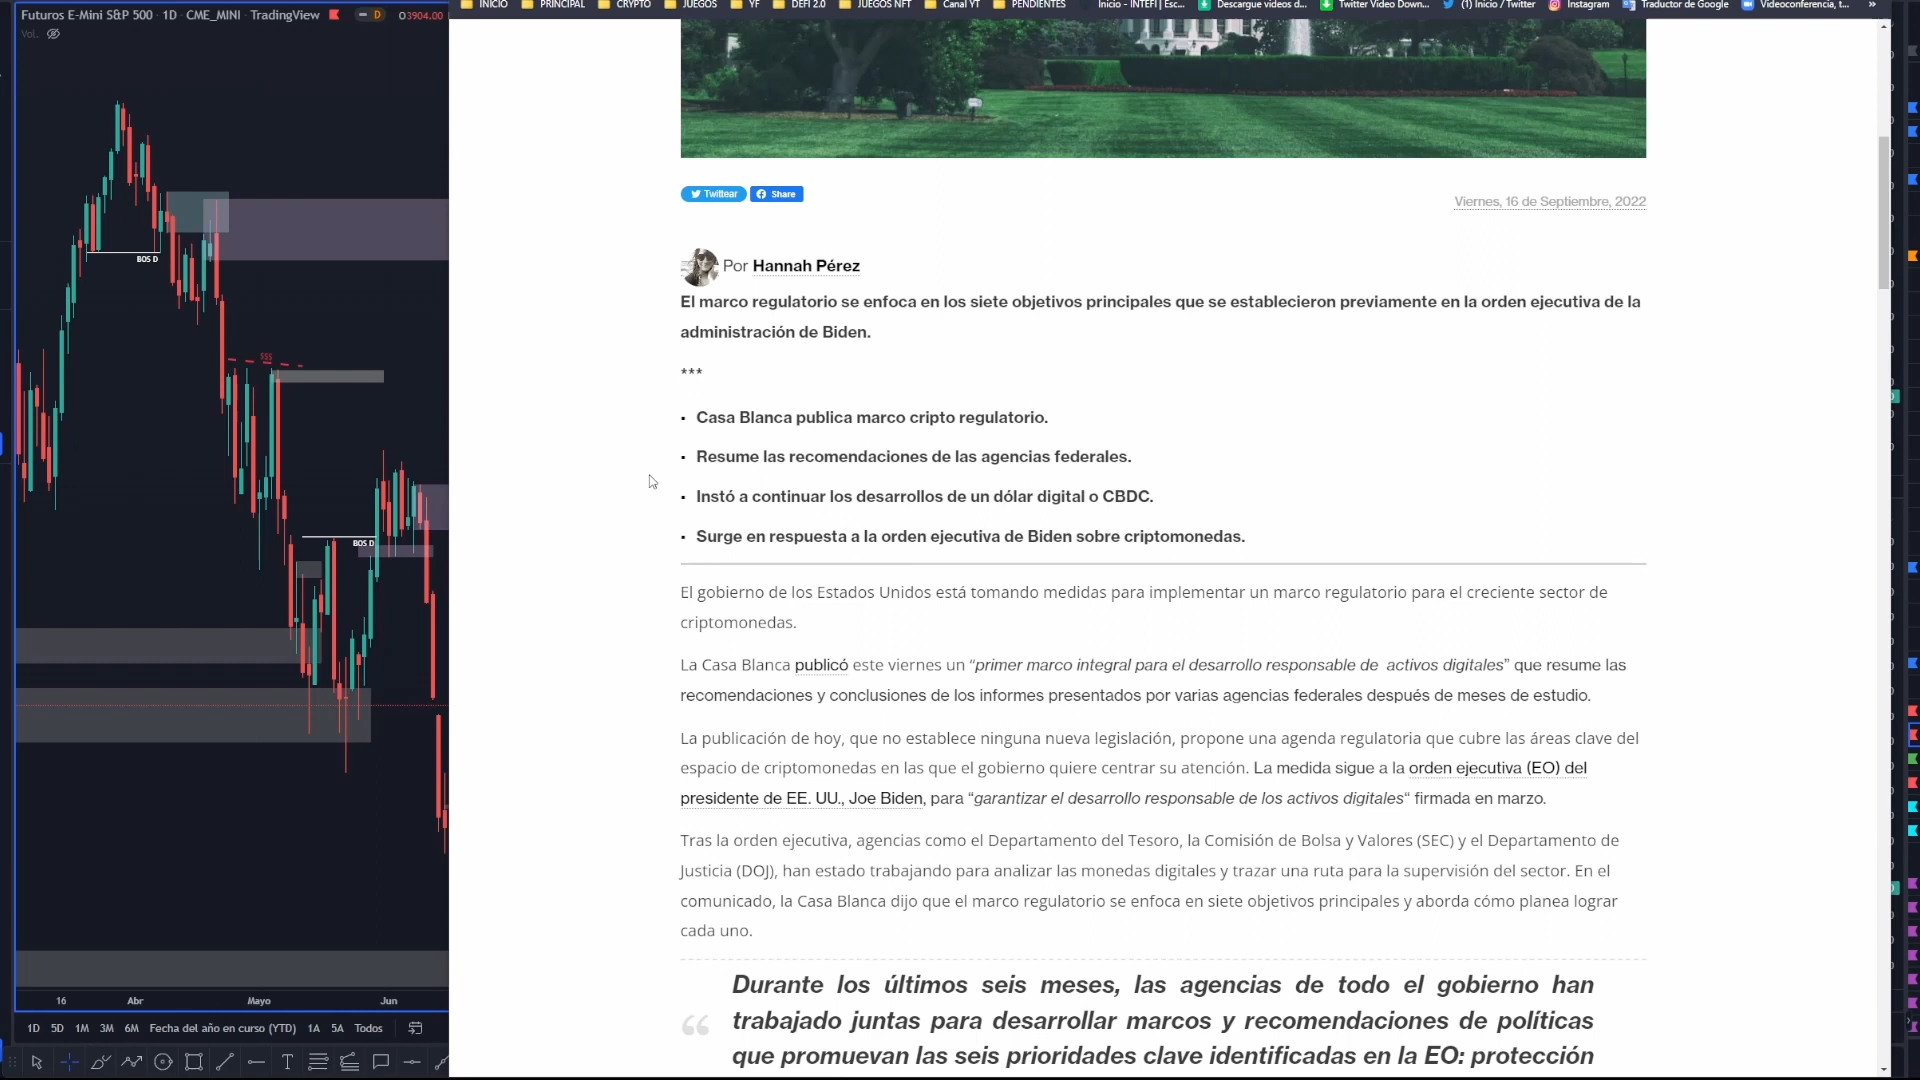 Futuros E-Mini S&P 500 · 1D · CME_MINI · TradingView
D
O3904.00
Vol.
BOS D
$$$
BOS D
16 Abr Mayo Jun
1D 5D 1M 3M 6M Fecha del año en curso (YTD) 1A 5A Todos
INICIO PRINCIPAL CRYPTO JUEGOS YF DEFI 2.0 JUEGOS NFT Canal YT PENDIENTES Inicio - INTEFI | Esc... Descargue videos d... Twitter Video Down... (1) Inicio / Twitter Instagram Traductor de Google Videoconferencia, t... »
Twittear Share
Viernes, 16 de Septiembre, 2022
Por Hannah Pérez
El marco regulatorio se enfoca en los siete objetivos principales que se establecieron previamente en la orden ejecutiva de la
administración de Biden.
***
· Casa Blanca publica marco cripto regulatorio.
· Resume las recomendaciones de las agencias federales.
· Instó a continuar los desarrollos de un dólar digital o CBDC.
· Surge en respuesta a la orden ejecutiva de Biden sobre criptomonedas.
El gobierno de los Estados Unidos está tomando medidas para implementar un marco regulatorio para el creciente sector de
criptomonedas.
La Casa Blanca publicó este viernes un “primer marco integral para el desarrollo responsable de activos digitales” que resume las
recomendaciones y conclusiones de los informes presentados por varias agencias federales después de meses de estudio.
La publicación de hoy, que no establece ninguna nueva legislación, propone una agenda regulatoria que cubre las áreas clave del
espacio de criptomonedas en las que el gobierno quiere centrar su atención. La medida sigue a la orden ejecutiva (EO) del
presidente de EE. UU., Joe Biden, para “garantizar el desarrollo responsable de los activos digitales“ firmada en marzo.
Tras la orden ejecutiva, agencias como el Departamento del Tesoro, la Comisión de Bolsa y Valores (SEC) y el Departamento de
Justicia (DOJ), han estado trabajando para analizar las monedas digitales y trazar una ruta para la supervisión del sector. En el
comunicado, la Casa Blanca dijo que el marco regulatorio se enfoca en siete objetivos principales y aborda cómo planea lograr
cada uno.
“ Durante los últimos seis meses, las agencias de todo el gobierno han
trabajado juntas para desarrollar marcos y recomendaciones de políticas
que promuevan las seis prioridades clave identificadas en la EO: protección